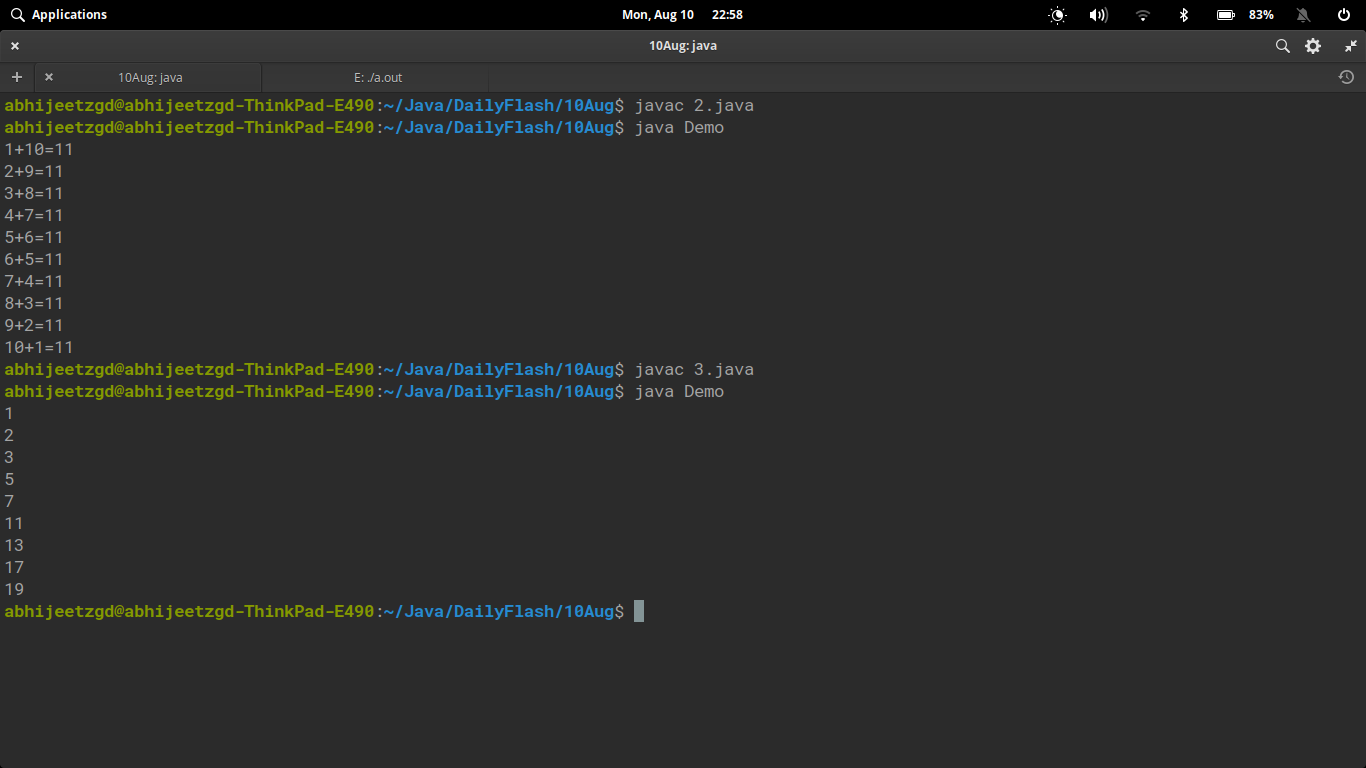 Applications Mon, Aug 10 22:58 83%
10Aug: java
10Aug: java E: ./a.out
abhijeetzgd@abhijeetzgd-ThinkPad-E490:~/Java/DailyFlash/10Aug$ javac 2.java
abhijeetzgd@abhijeetzgd-ThinkPad-E490:~/Java/DailyFlash/10Aug$ java Demo
1+10=11
2+9=11
3+8=11
4+7=11
5+6=11
6+5=11
7+4=11
8+3=11
9+2=11
10+1=11
abhijeetzgd@abhijeetzgd-ThinkPad-E490:~/Java/DailyFlash/10Aug$ javac 3.java
abhijeetzgd@abhijeetzgd-ThinkPad-E490:~/Java/DailyFlash/10Aug$ java Demo
1
2
3
5
7
11
13
17
19
abhijeetzgd@abhijeetzgd-ThinkPad-E490:~/Java/DailyFlash/10Aug$